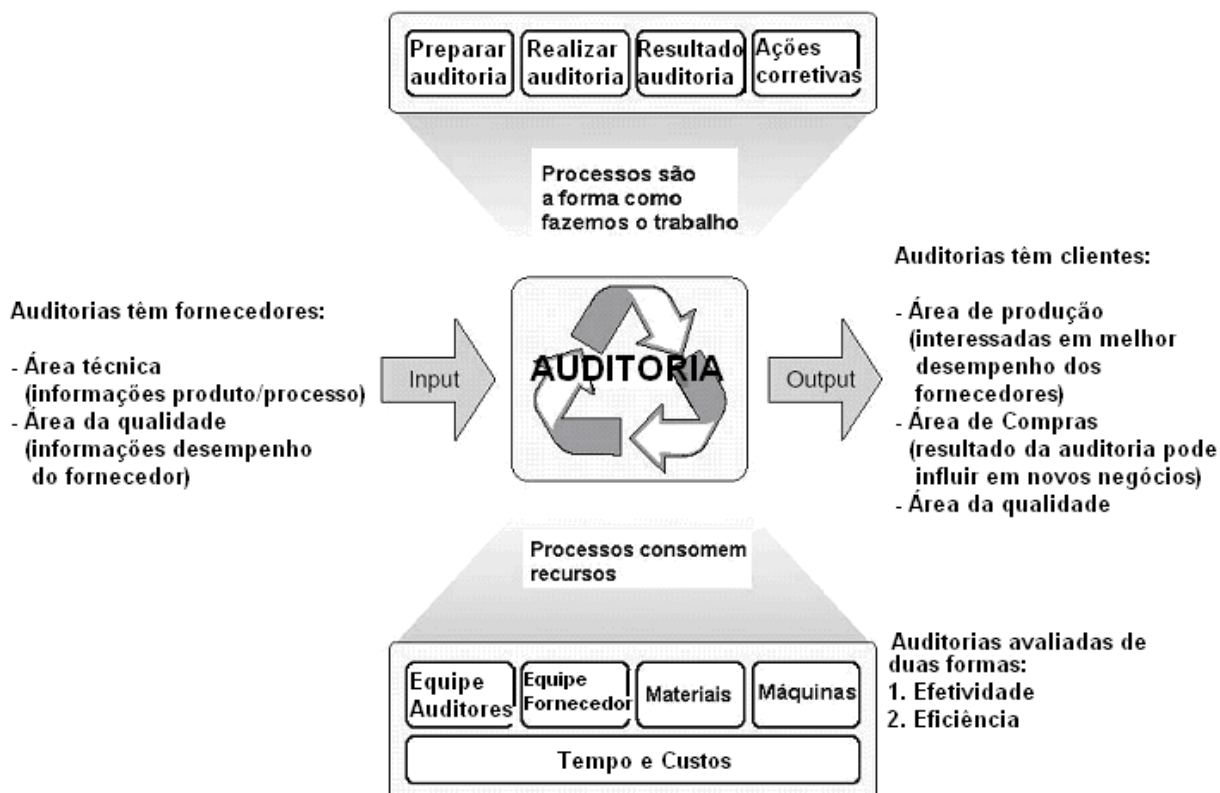 Preparar
auditoria
Realizar
auditoria
Resultado
auditoria
Ações
corretivas
Processos são
a forma como
fazemos o trabalho
Auditorias têm fornecedores:
- Área técnica
(informações produto/processo)
- Área da qualidade
(informações desempenho
do fornecedor)
Input
AUDITORIA
Output
Auditorias têm clientes:
- Área de produção
(interessadas em melhor
desempenho dos
fornecedores)
- Área de Compras
(resultado da auditoria pode
influir em novos negócios)
- Área da qualidade
Processos consomem
recursos
Equipe
Auditores
Equipe
Fornecedor
Materiais
Máquinas
Tempo e Custos
Auditorias avaliadas de
duas formas:
1. Efetividade
2. Eficiência